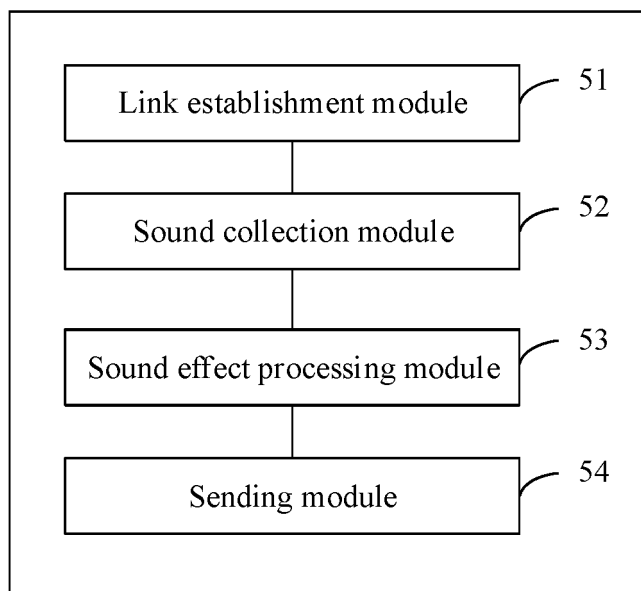 51
Link establishment module
52
Sound collection module
53
Sound effect processing module
54
Sending module